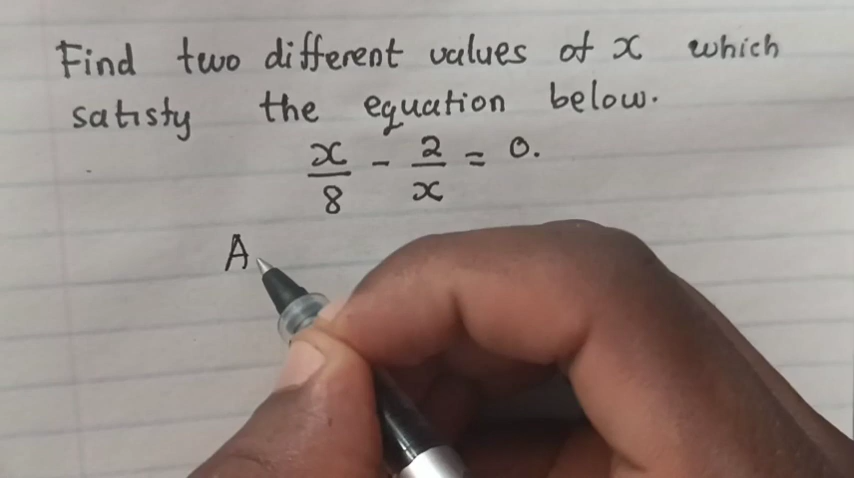 Find two different values of x which
satisfy the equation below.
x/8 - 2/x = 0.
A